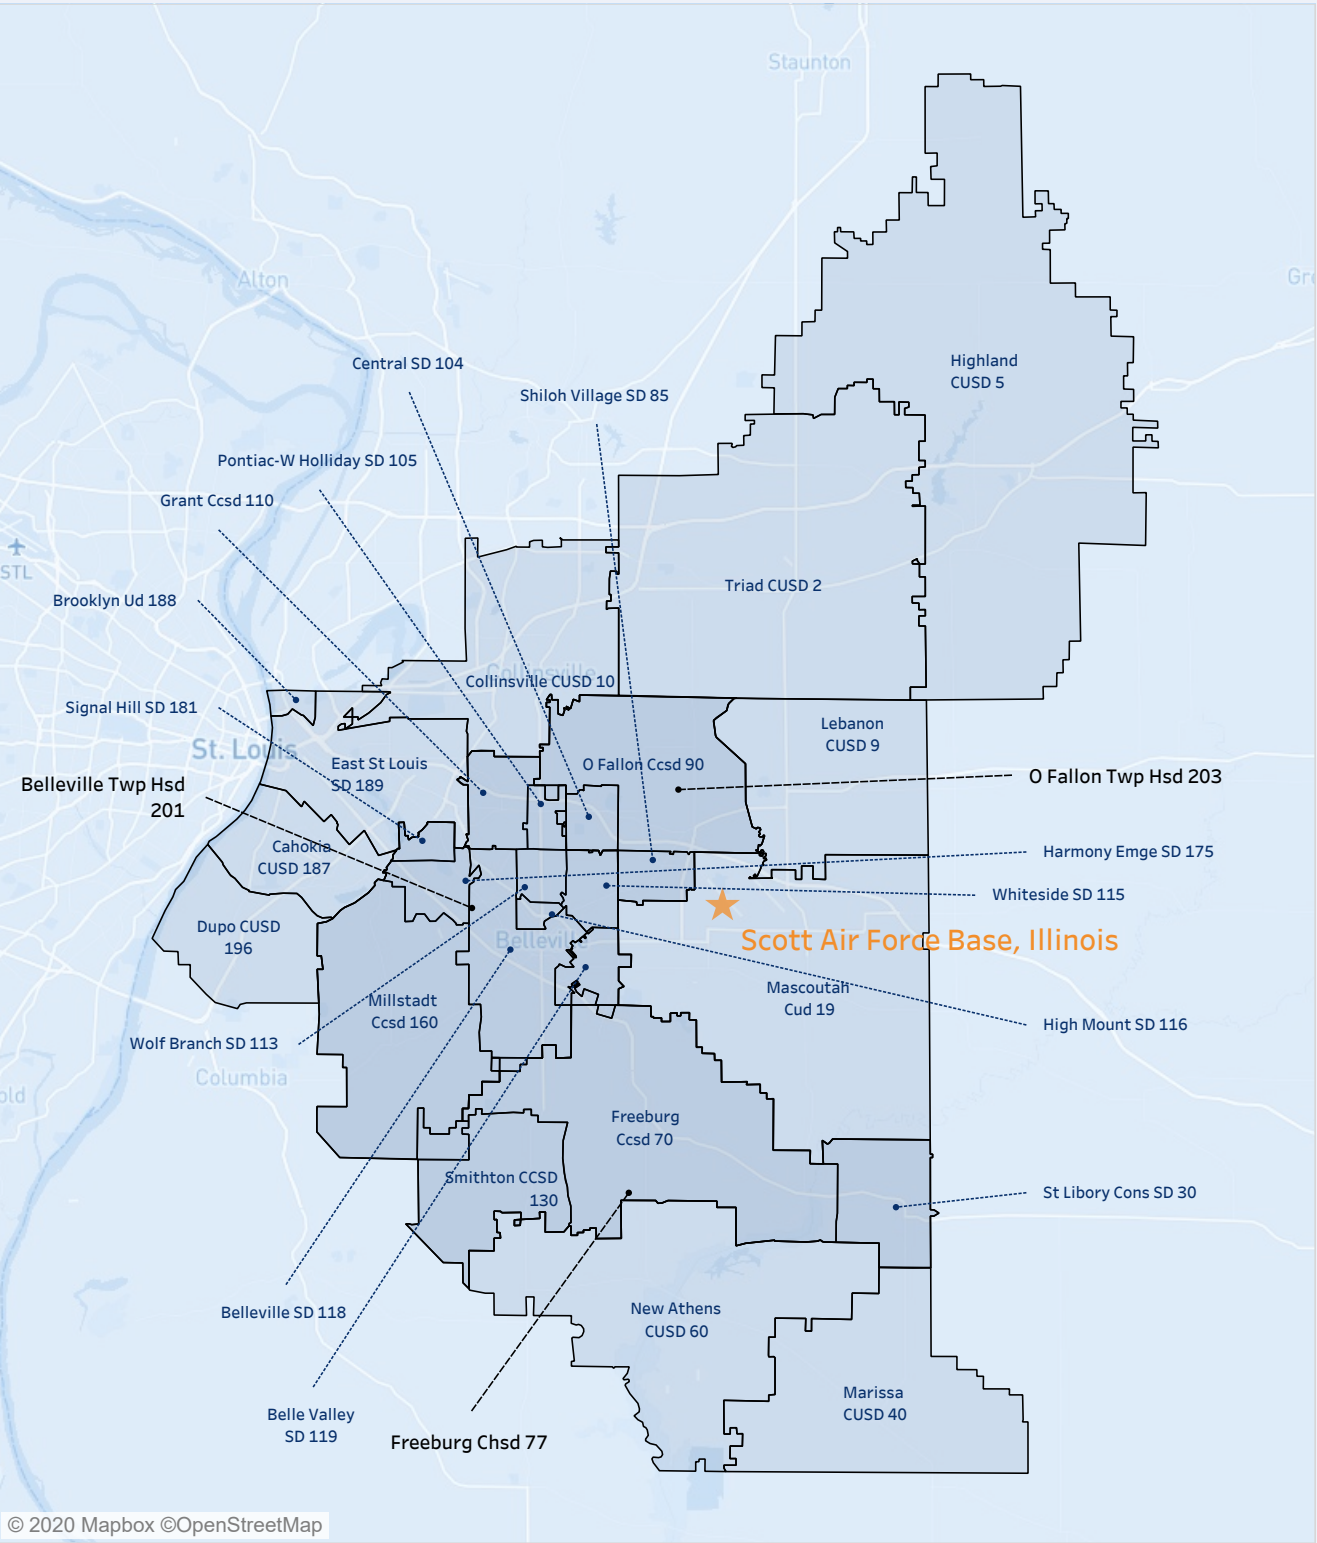 Staunton
Gre
Alton
Highland
CUSD 5
Central SD 104
Shiloh Village SD 85
Pontiac-W Holliday SD 105
Grant Ccsd 110
STL
Triad CUSD 2
Brooklyn Ud 188
Collinsville
Collinsville CUSD 10
Signal Hill SD 181
Lebanon
CUSD 9
St. Louis
East St Louis
SD 189
O Fallon Ccsd 90
O Fallon Twp Hsd 203
Belleville Twp Hsd
201
Cahokia
CUSD 187
Harmony Emge SD 175
Whiteside SD 115
Dupo CUSD
196
Belleville
Scott Air Force Base, Illinois
Mascoutah
Cud 19
Millstadt
Ccsd 160
High Mount SD 116
Wolf Branch SD 113
Columbia
old
Freeburg
Ccsd 70
Smithton CCSD
130
St Libory Cons SD 30
Belleville SD 118
New Athens
CUSD 60
Belle Valley
SD 119
Freeburg Chsd 77
Marissa
CUSD 40
© 2020 Mapbox ©OpenStreetMap